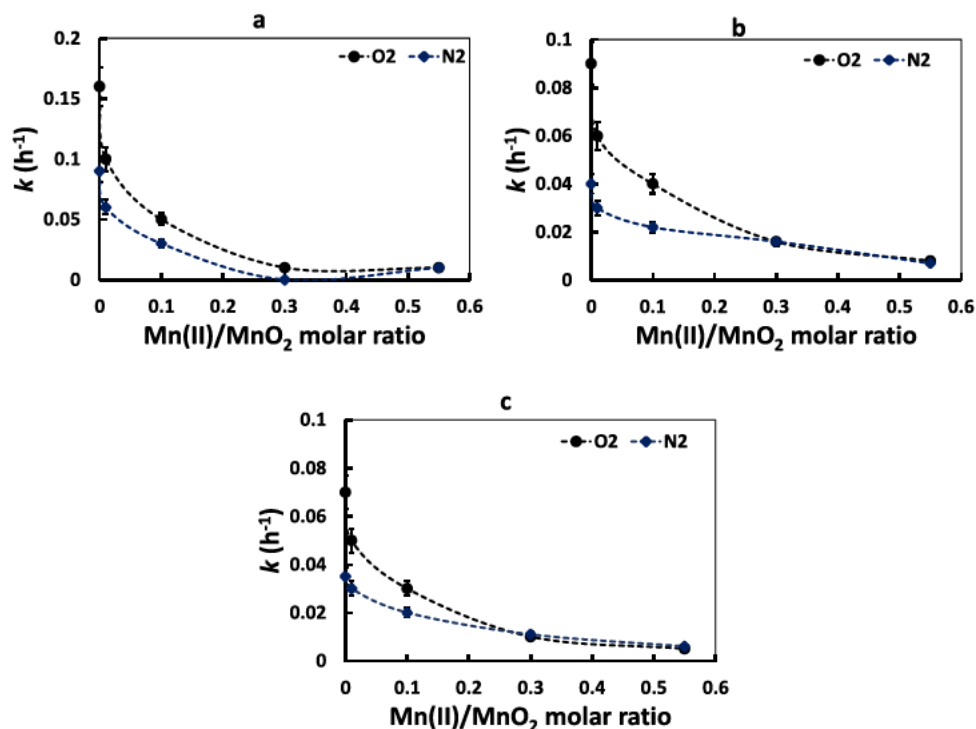 a
0.2
0.15
0.1
0.05
0
k (h⁻¹)
O2
N2
0 0.1 0.2 0.3 0.4 0.5 0.6
Mn(II)/MnO₂ molar ratio
b
0.1
0.08
0.06
0.04
0.02
0
k (h⁻¹)
O2
N2
0 0.1 0.2 0.3 0.4 0.5 0.6
Mn(II)/MnO₂ molar ratio
c
0.1
0.08
0.06
0.04
0.02
0
k (h⁻¹)
O2
N2
0 0.1 0.2 0.3 0.4 0.5 0.6
Mn(II)/MnO₂ molar ratio